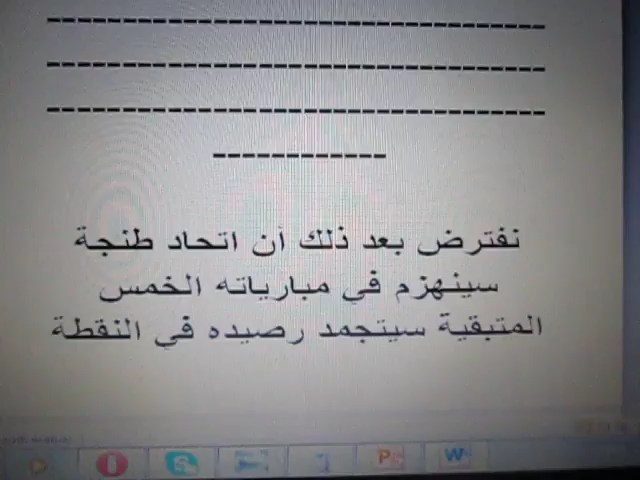 نفترض بعد ذلك أن اتحاد طنجة
سينهزم في مبارياته الخمس
المتبقية سيتجمد رصيده في النقطة